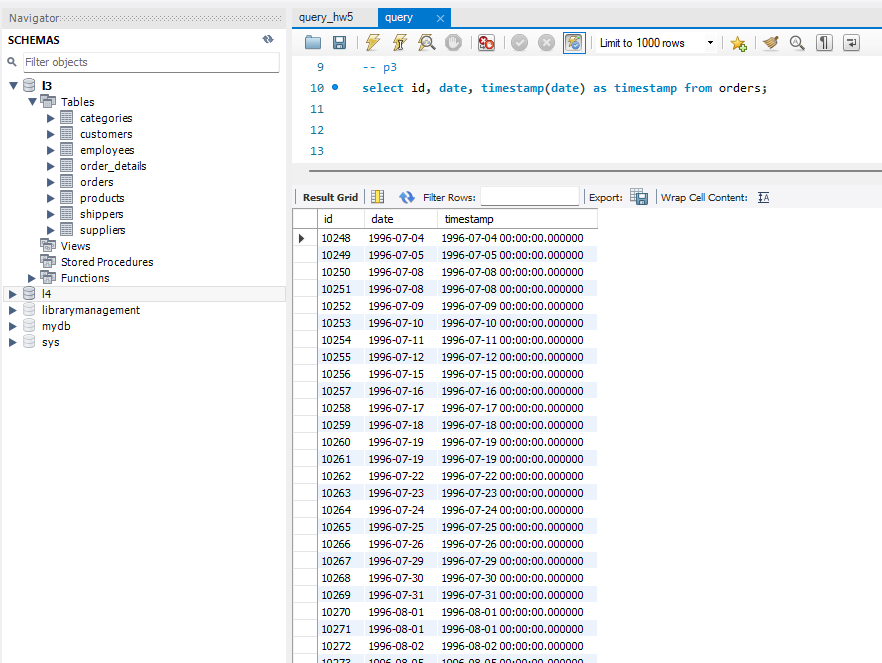 Navigator
SCHEMAS
Filter objects
l3
Tables
categories
customers
employees
order_details
orders
products
shippers
suppliers
Views
Stored Procedures
Functions
l4
librarymanagement
mydb
sys
query_hw5 query
Limit to 1000 rows
9 -- p3
10 select id, date, timestamp(date) as timestamp from orders;
11
12
13
Result Grid Filter Rows: Export: Wrap Cell Content:
id date timestamp
10248 1996-07-04 1996-07-04 00:00:00.000000
10249 1996-07-05 1996-07-05 00:00:00.000000
10250 1996-07-08 1996-07-08 00:00:00.000000
10251 1996-07-08 1996-07-08 00:00:00.000000
10252 1996-07-09 1996-07-09 00:00:00.000000
10253 1996-07-10 1996-07-10 00:00:00.000000
10254 1996-07-11 1996-07-11 00:00:00.000000
10255 1996-07-12 1996-07-12 00:00:00.000000
10256 1996-07-15 1996-07-15 00:00:00.000000
10257 1996-07-16 1996-07-16 00:00:00.000000
10258 1996-07-17 1996-07-17 00:00:00.000000
10259 1996-07-18 1996-07-18 00:00:00.000000
10260 1996-07-19 1996-07-19 00:00:00.000000
10261 1996-07-19 1996-07-19 00:00:00.000000
10262 1996-07-22 1996-07-22 00:00:00.000000
10263 1996-07-23 1996-07-23 00:00:00.000000
10264 1996-07-24 1996-07-24 00:00:00.000000
10265 1996-07-25 1996-07-25 00:00:00.000000
10266 1996-07-26 1996-07-26 00:00:00.000000
10267 1996-07-29 1996-07-29 00:00:00.000000
10268 1996-07-30 1996-07-30 00:00:00.000000
10269 1996-07-31 1996-07-31 00:00:00.000000
10270 1996-08-01 1996-08-01 00:00:00.000000
10271 1996-08-01 1996-08-01 00:00:00.000000
10272 1996-08-02 1996-08-02 00:00:00.000000
10273 1996-08-05 1996-08-05 00:00:00.000000